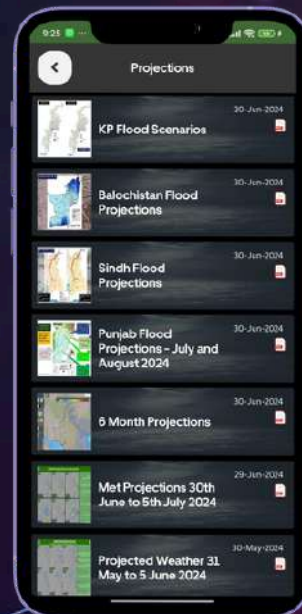 9:25
Projections
30-Jun-2024
KP Flood Scenarios
30-Jun-2024
Balochistan Flood
Projections
30-Jun-2024
Sindh Flood
Projections
30-Jun-2024
Punjab Flood
Projections - July and
August 2024
30-Jun-2024
6 Month Projections
29-Jun-2024
Met Projections 30th
June to 5th July 2024
30-May-2024
Projected Weather 31
May to 5 June 2024